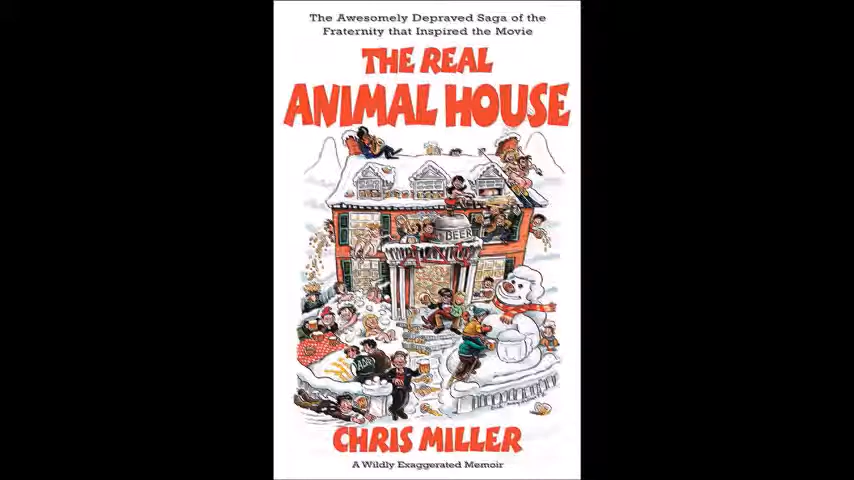 The Awesomely Depraved Saga of the
Fraternity that Inspired the Movie
THE REAL
ANIMAL HOUSE
BEER
CHRIS MILLER
A Wildly Exaggerated Memoir